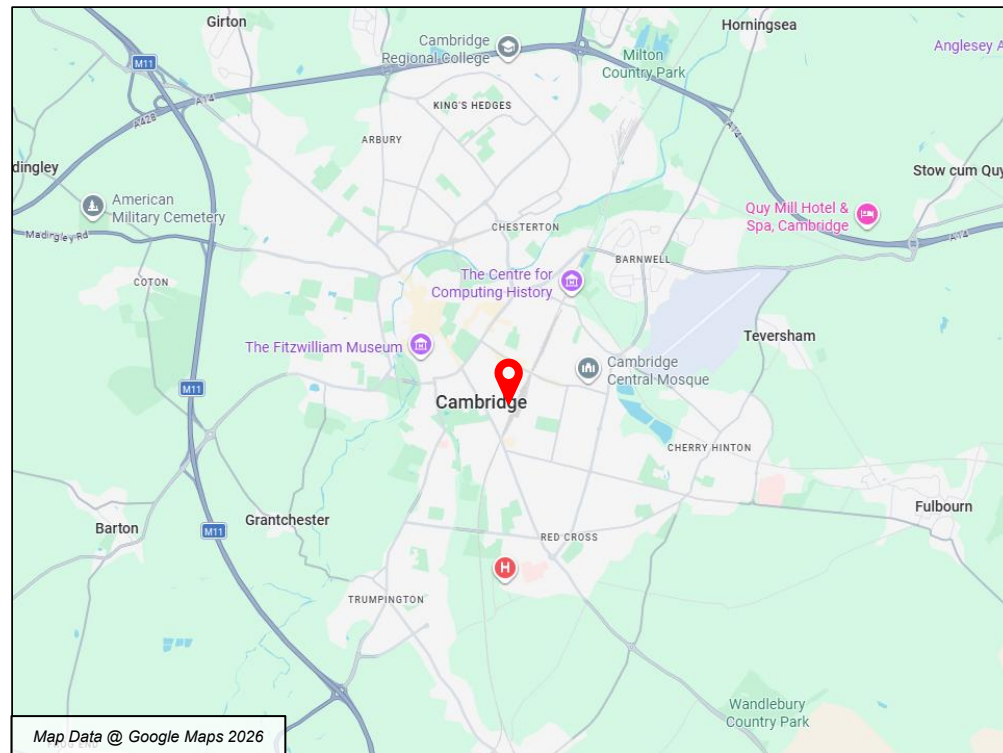 Girton
Horningsea
Cambridge
Regional College
Milton
Country Park
Anglesey A
M11
A14
A428
KING'S HEDGES
ARBURY
A14
dingley
Stow cum Quy
American
Military Cemetery
Quy Mill Hotel &
Spa, Cambridge
Madingley Rd
CHESTERTON
A14
BARNWELL
COTON
The Centre for
Computing History
Teversham
The Fitzwilliam Museum
Cambridge
Central Mosque
M11
Cambridge
CHERRY HINTON
Fulbourn
Grantchester
Barton
M11
RED CROSS
H
TRUMPINGTON
Wandlebury
Country Park
Map Data @ Google Maps 2026